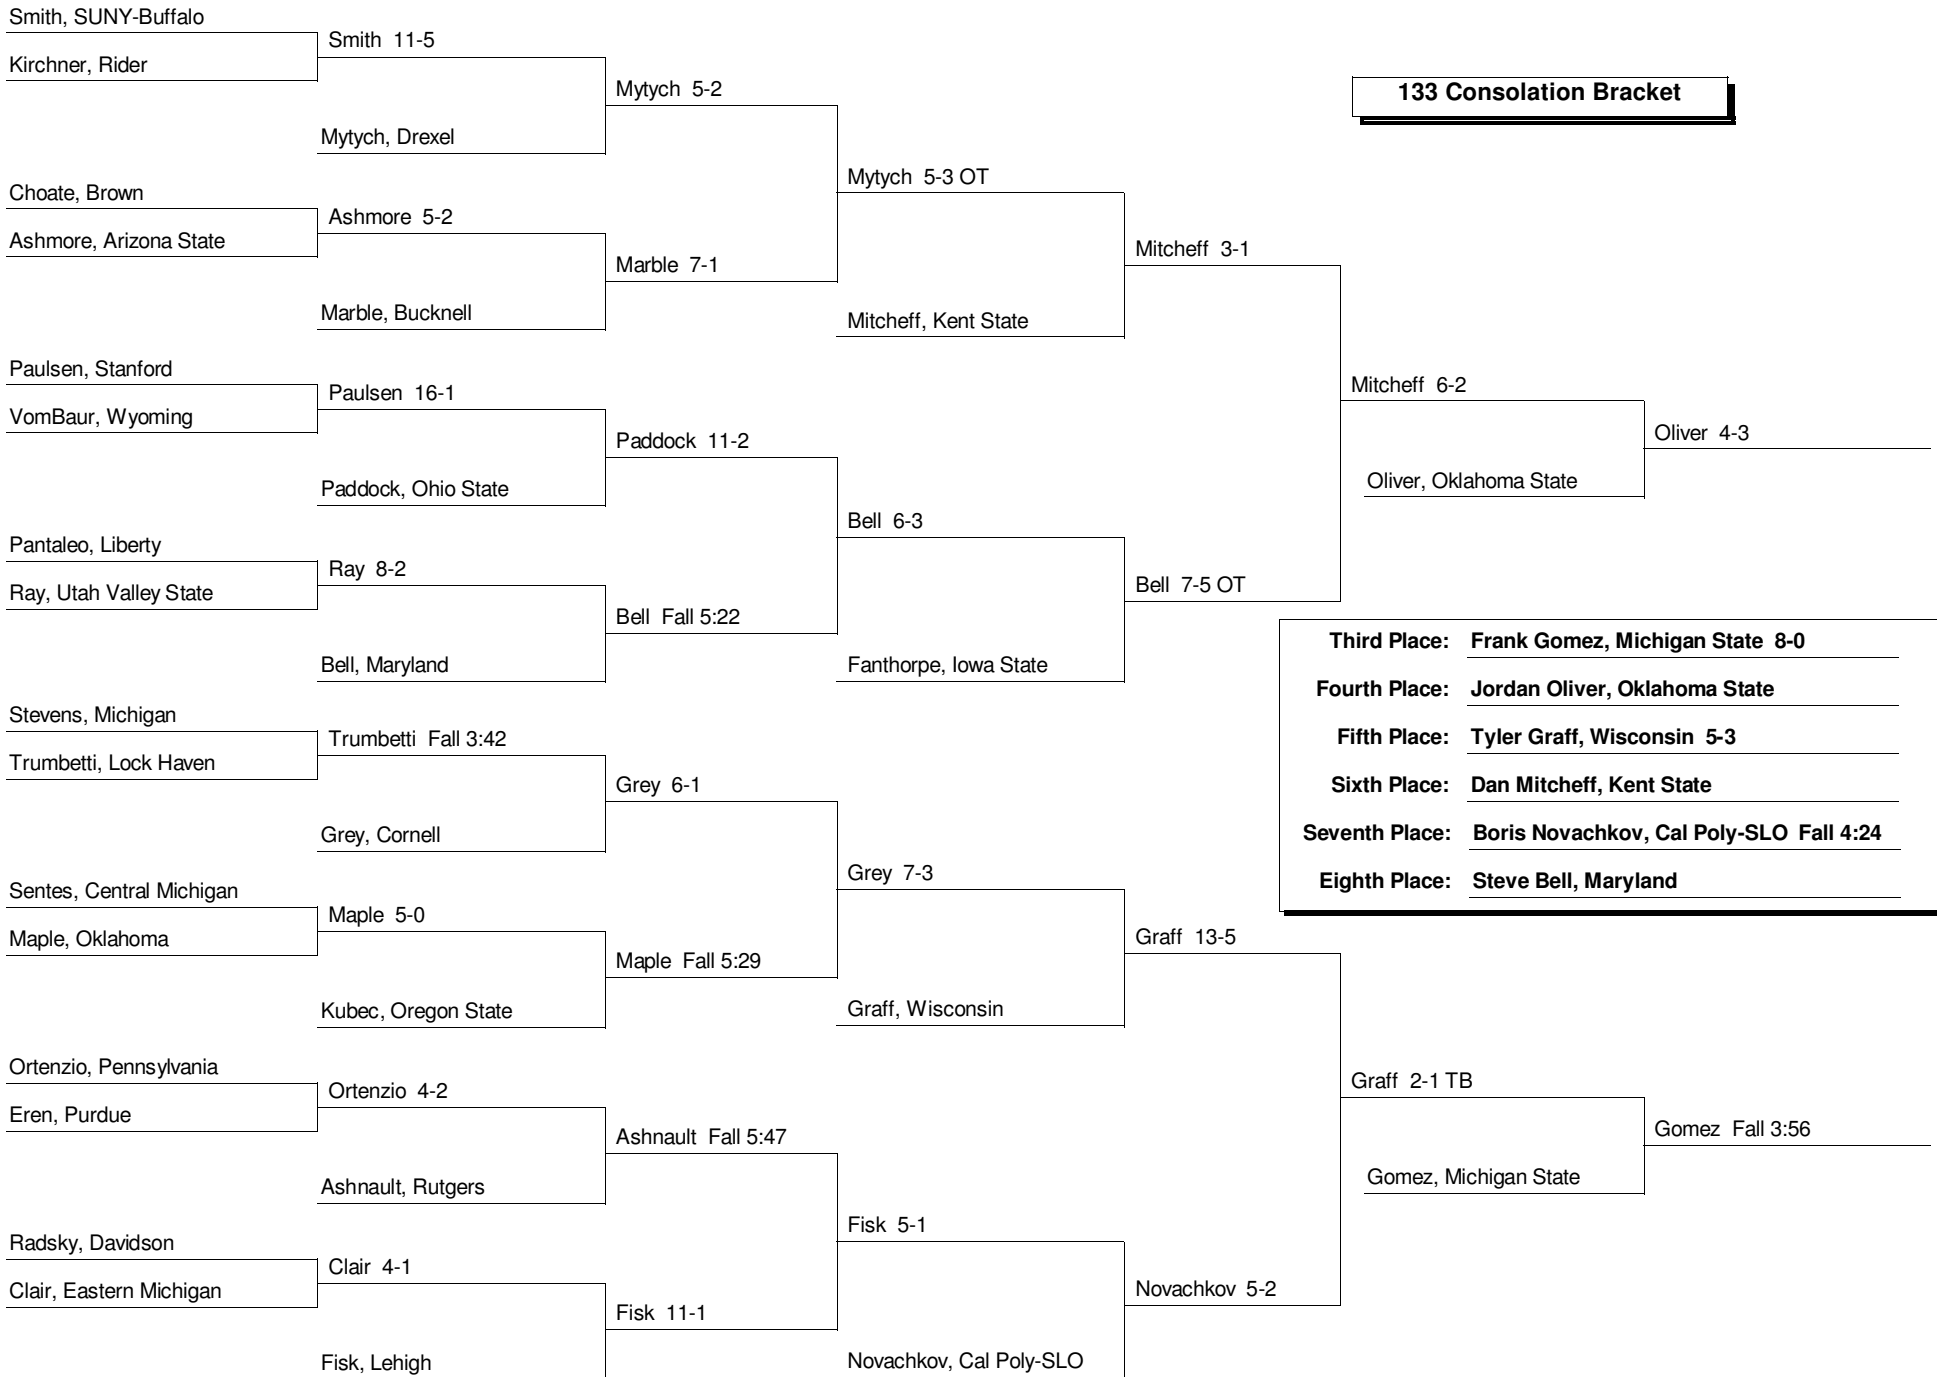 Smith, SUNY-Buffalo
Kirchner, Rider
Smith 11-5
Mytych, Drexel
Mytych 5-2
Choate, Brown
Ashmore, Arizona State
Ashmore 5-2
Marble, Bucknell
Marble 7-1
Mytych 5-3 OT
Mitcheff, Kent State
Mitcheff 3-1
Paulsen, Stanford
VomBaur, Wyoming
Paulsen 16-1
Paddock, Ohio State
Paddock 11-2
Pantaleo, Liberty
Ray, Utah Valley State
Ray 8-2
Bell, Maryland
Bell Fall 5:22
Bell 6-3
Fanthorpe, Iowa State
Bell 7-5 OT
Mitcheff 6-2
Oliver, Oklahoma State
Oliver 4-3
Stevens, Michigan
Trumbetti, Lock Haven
Trumbetti Fall 3:42
Grey, Cornell
Grey 6-1
Sentes, Central Michigan
Maple, Oklahoma
Maple 5-0
Kubec, Oregon State
Maple Fall 5:29
Grey 7-3
Graff, Wisconsin
Graff 13-5
Ortenzio, Pennsylvania
Eren, Purdue
Ortenzio 4-2
Ashnault, Rutgers
Ashnault Fall 5:47
Radsky, Davidson
Clair, Eastern Michigan
Clair 4-1
Fisk, Lehigh
Fisk 11-1
Fisk 5-1
Novachkov, Cal Poly-SLO
Novachkov 5-2
Graff 2-1 TB
Gomez, Michigan State
Gomez Fall 3:56
133 Consolation Bracket
Third Place: Frank Gomez, Michigan State 8-0
Fourth Place: Jordan Oliver, Oklahoma State
Fifth Place: Tyler Graff, Wisconsin 5-3
Sixth Place: Dan Mitcheff, Kent State
Seventh Place: Boris Novachkov, Cal Poly-SLO Fall 4:24
Eighth Place: Steve Bell, Maryland